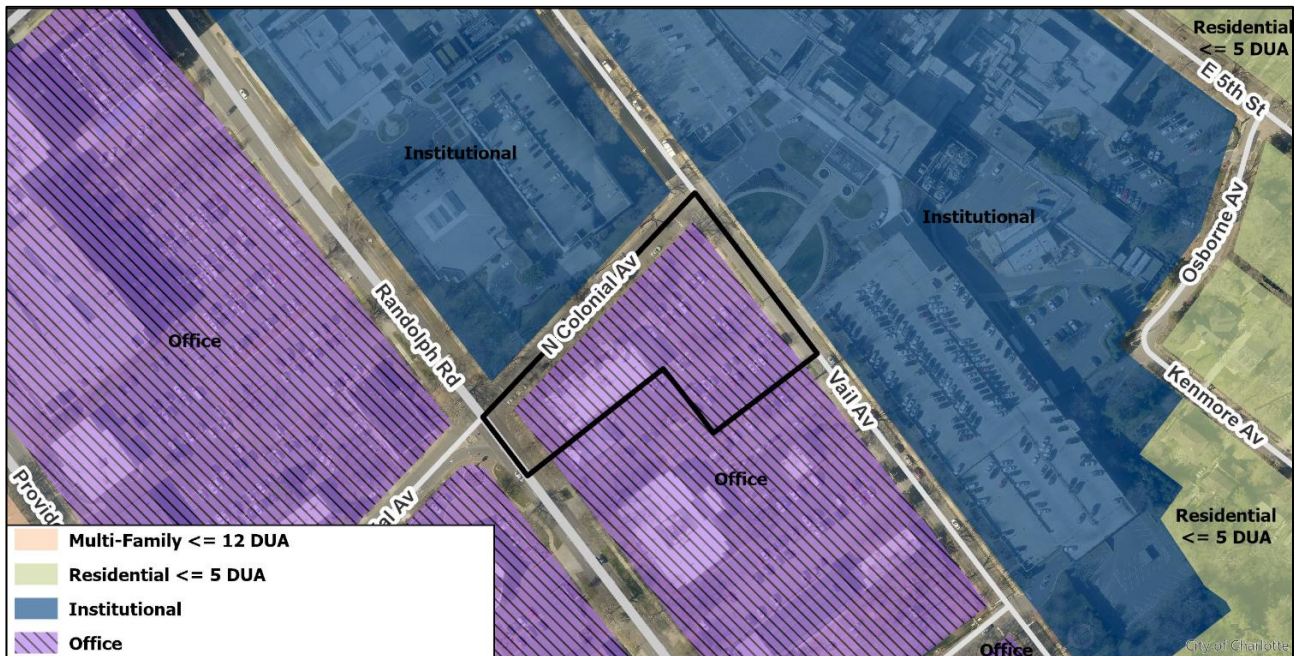 Residential
<= 5 DUA
E 5th St
Institutional
Institutional
Osborne Av
N Colonial Av
Randolph Rd
Office
Vail Av
Kenmore Av
Office
Provid
ial Av
Residential
<= 5 DUA
Multi-Family <= 12 DUA
Residential <= 5 DUA
Institutional
Office
Office
City of Charlotte